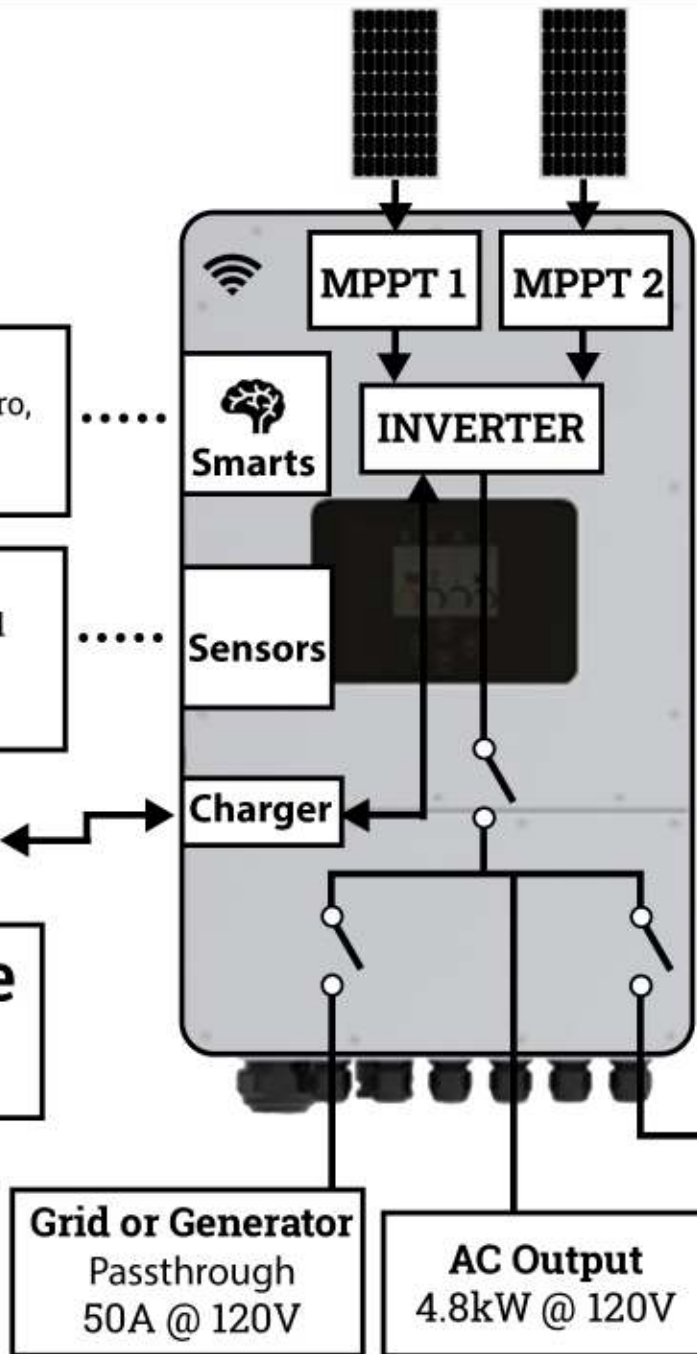 MPPT 1
MPPT 2
ro,
Smarts
INVERTER
Sensors
Charger
e
Grid or Generator
Passthrough
50A @ 120V
AC Output
4.8kW @ 120V